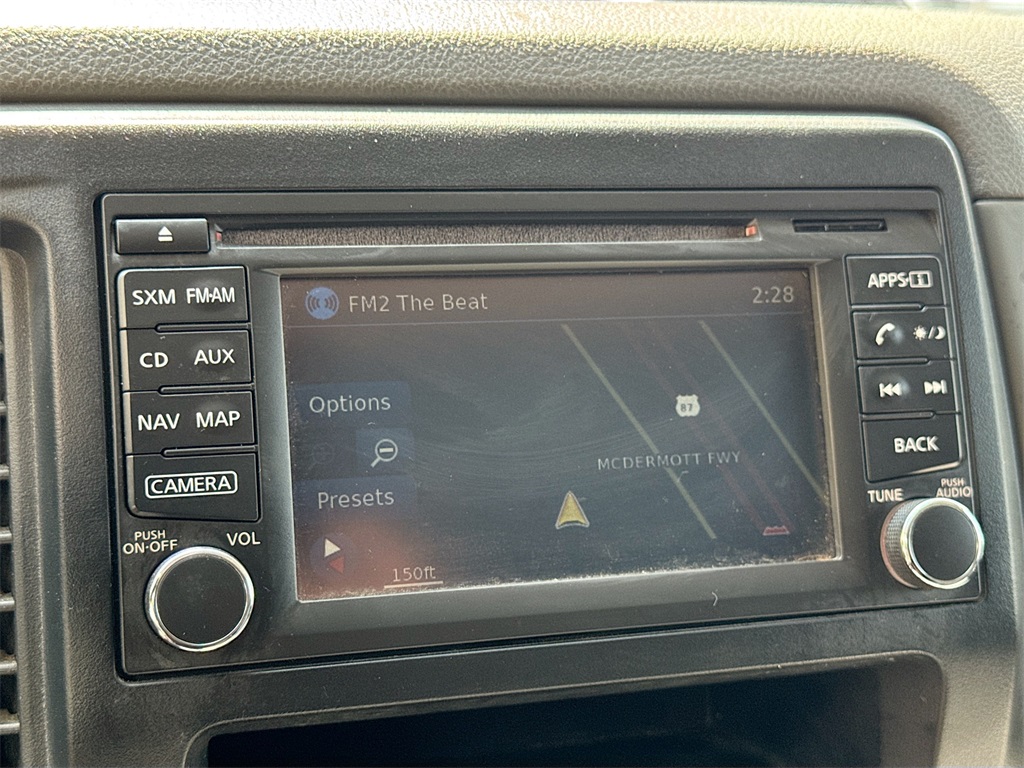 SXM FM·AM
CD AUX
NAV MAP
CAMERA
PUSH
ON·OFF
VOL
FM2 The Beat
2:28
Options
Presets
87
MCDERMOTT FWY
150ft
APPS·i
BACK
TUNE
PUSH
AUDIO